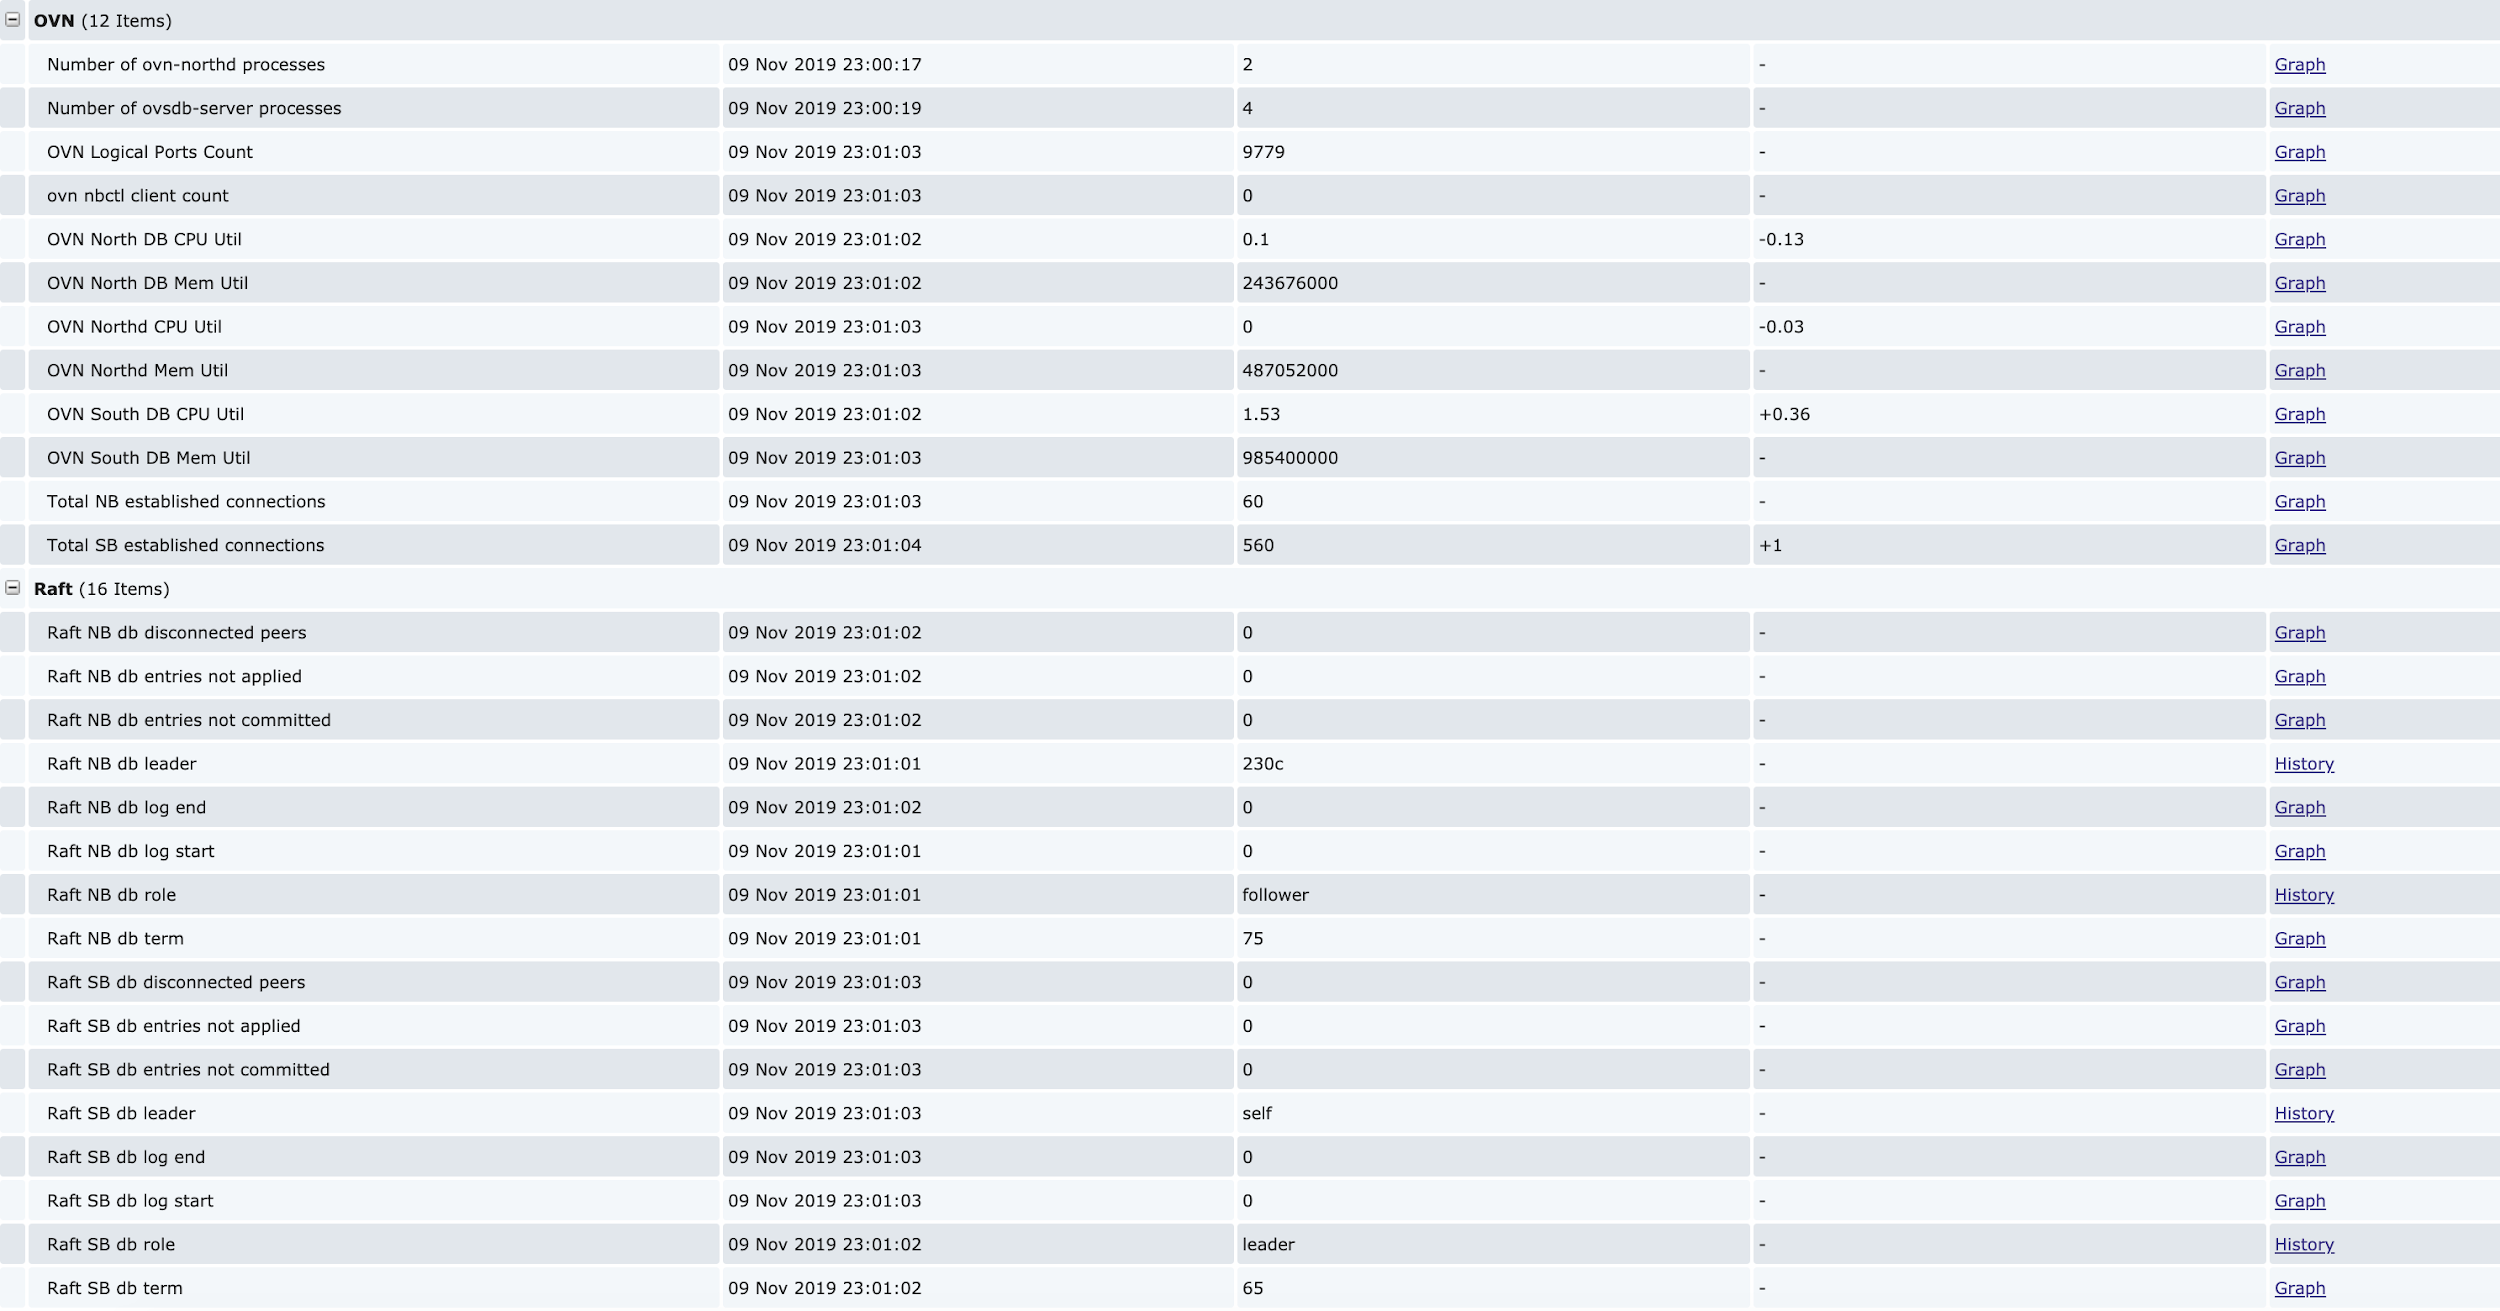 OVN (12 Items)
Number of ovn-northd processes 09 Nov 2019 23:00:17 2 - Graph
Number of ovsdb-server processes 09 Nov 2019 23:00:19 4 - Graph
OVN Logical Ports Count 09 Nov 2019 23:01:03 9779 - Graph
ovn nbctl client count 09 Nov 2019 23:01:03 0 - Graph
OVN North DB CPU Util 09 Nov 2019 23:01:02 0.1 -0.13 Graph
OVN North DB Mem Util 09 Nov 2019 23:01:02 243676000 - Graph
OVN Northd CPU Util 09 Nov 2019 23:01:03 0 -0.03 Graph
OVN Northd Mem Util 09 Nov 2019 23:01:03 487052000 - Graph
OVN South DB CPU Util 09 Nov 2019 23:01:02 1.53 +0.36 Graph
OVN South DB Mem Util 09 Nov 2019 23:01:03 985400000 - Graph
Total NB established connections 09 Nov 2019 23:01:03 60 - Graph
Total SB established connections 09 Nov 2019 23:01:04 560 +1 Graph
Raft (16 Items)
Raft NB db disconnected peers 09 Nov 2019 23:01:02 0 - Graph
Raft NB db entries not applied 09 Nov 2019 23:01:02 0 - Graph
Raft NB db entries not committed 09 Nov 2019 23:01:02 0 - Graph
Raft NB db leader 09 Nov 2019 23:01:01 230c - History
Raft NB db log end 09 Nov 2019 23:01:02 0 - Graph
Raft NB db log start 09 Nov 2019 23:01:01 0 - Graph
Raft NB db role 09 Nov 2019 23:01:01 follower - History
Raft NB db term 09 Nov 2019 23:01:01 75 - Graph
Raft SB db disconnected peers 09 Nov 2019 23:01:03 0 - Graph
Raft SB db entries not applied 09 Nov 2019 23:01:03 0 - Graph
Raft SB db entries not committed 09 Nov 2019 23:01:03 0 - Graph
Raft SB db leader 09 Nov 2019 23:01:03 self - History
Raft SB db log end 09 Nov 2019 23:01:03 0 - Graph
Raft SB db log start 09 Nov 2019 23:01:03 0 - Graph
Raft SB db role 09 Nov 2019 23:01:02 leader - History
Raft SB db term 09 Nov 2019 23:01:02 65 - Graph